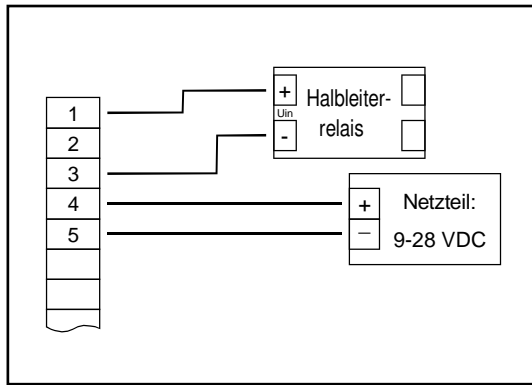 1
2
3
4
5
+
Uin
-
Halbleiter-
relais
+
–
Netzteil:
9-28 VDC